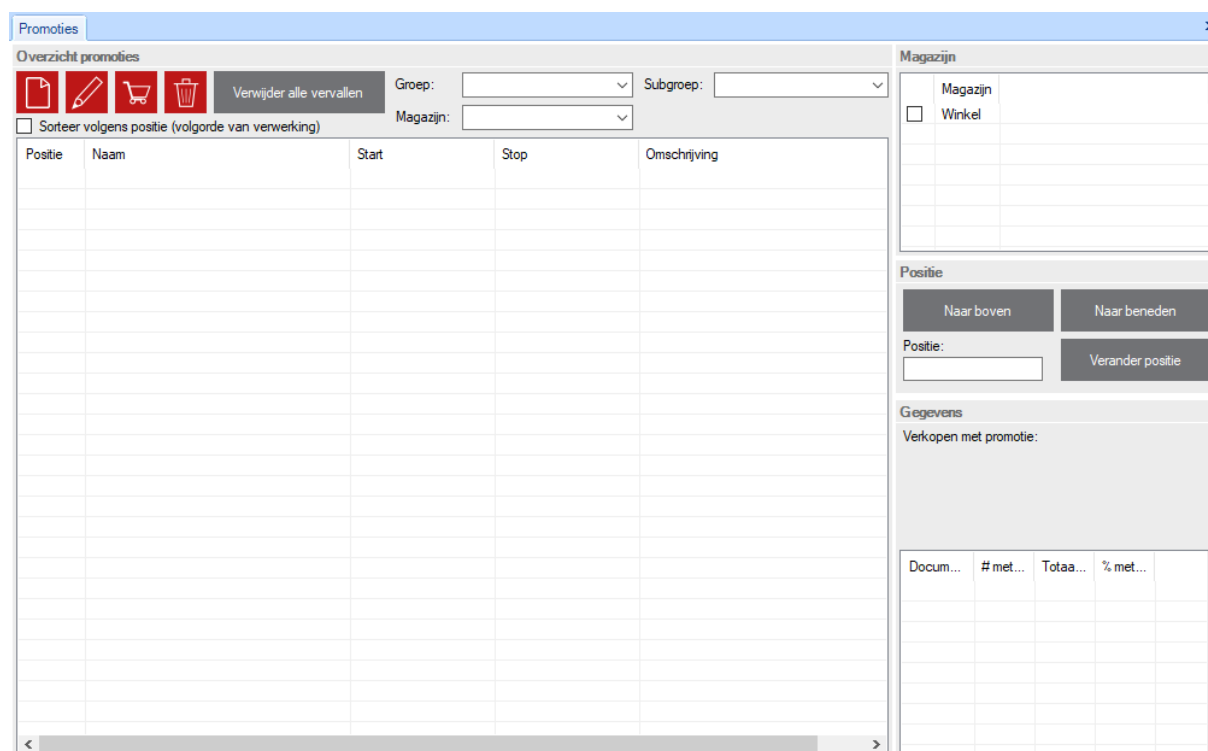 Promoties
Overzicht promoties
Verwijder alle vervallen
Groep:
Subgroep:
Magazijn:
Sorteer volgens positie (volgorde van verwerking)
Positie Naam Start Stop Omschrijving
Magazijn
Magazijn
Winkel
Positie
Naar boven
Naar beneden
Positie:
Verander positie
Gegevens
Verkopen met promotie:
Docum... # met... Totaa... % met...